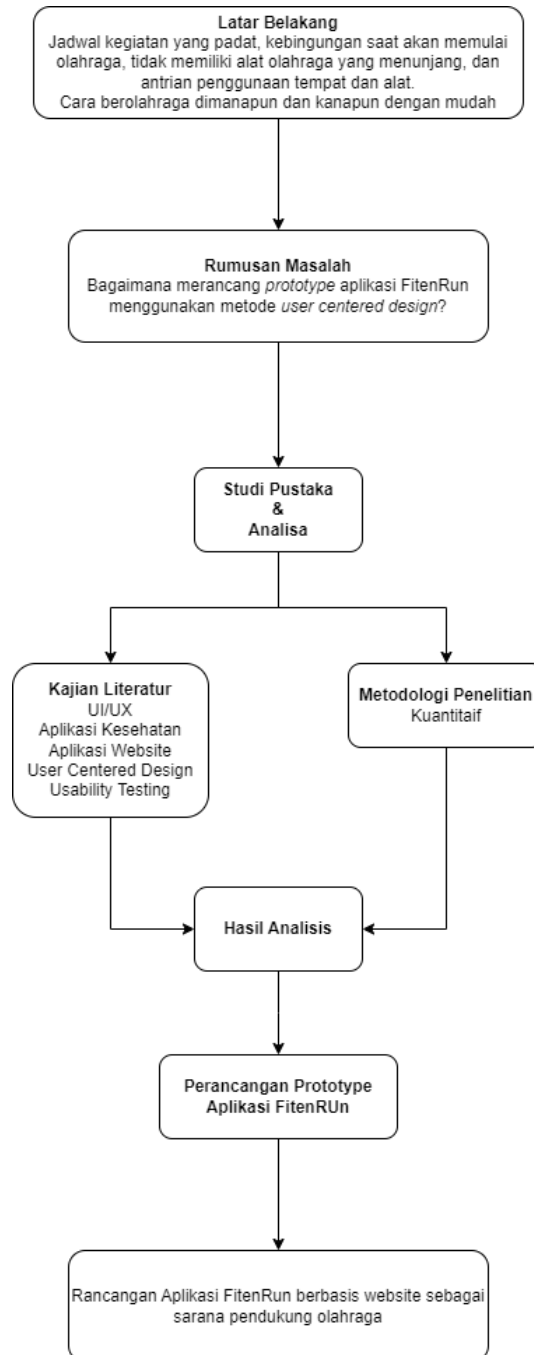 Latar Belakang
Jadwal kegiatan yang padat, kebingungan saat akan memulai
olahraga, tidak memiliki alat olahraga yang menunjang, dan
antrian penggunaan tempat dan alat.
Cara berolahraga dimanapun dan kanapun dengan mudah
Rumusan Masalah
Bagaimana merancang prototype aplikasi FitenRun
menggunakan metode user centered design?
Studi Pustaka
&
Analisa
Kajian Literatur
UI/UX
Aplikasi Kesehatan
Aplikasi Website
User Centered Design
Usability Testing
Metodologi Penelitian
Kuantitaif
Hasil Analisis
Perancangan Prototype
Aplikasi FitenRUn
Rancangan Aplikasi FitenRun berbasis website sebagai
sarana pendukung olahraga